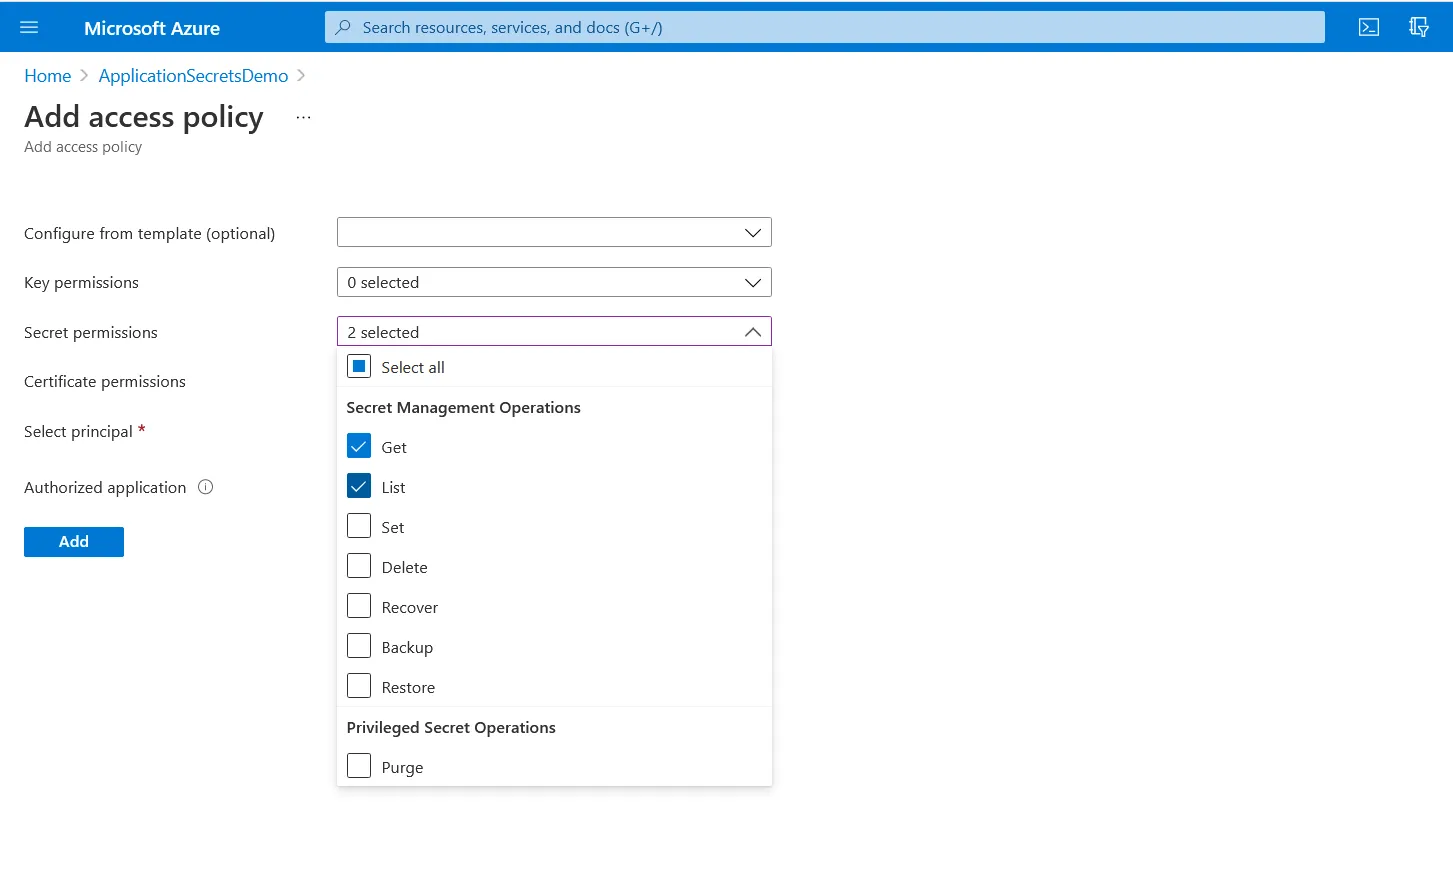 Microsoft Azure
Search resources, services, and docs (G+/)
Home > ApplicationSecretsDemo >
Add access policy ...
Add access policy
Configure from template (optional)
Key permissions 0 selected
Secret permissions 2 selected
Select all
Certificate permissions
Secret Management Operations
Select principal *
Get
Authorized application
List
Set
Add
Delete
Recover
Backup
Restore
Privileged Secret Operations
Purge